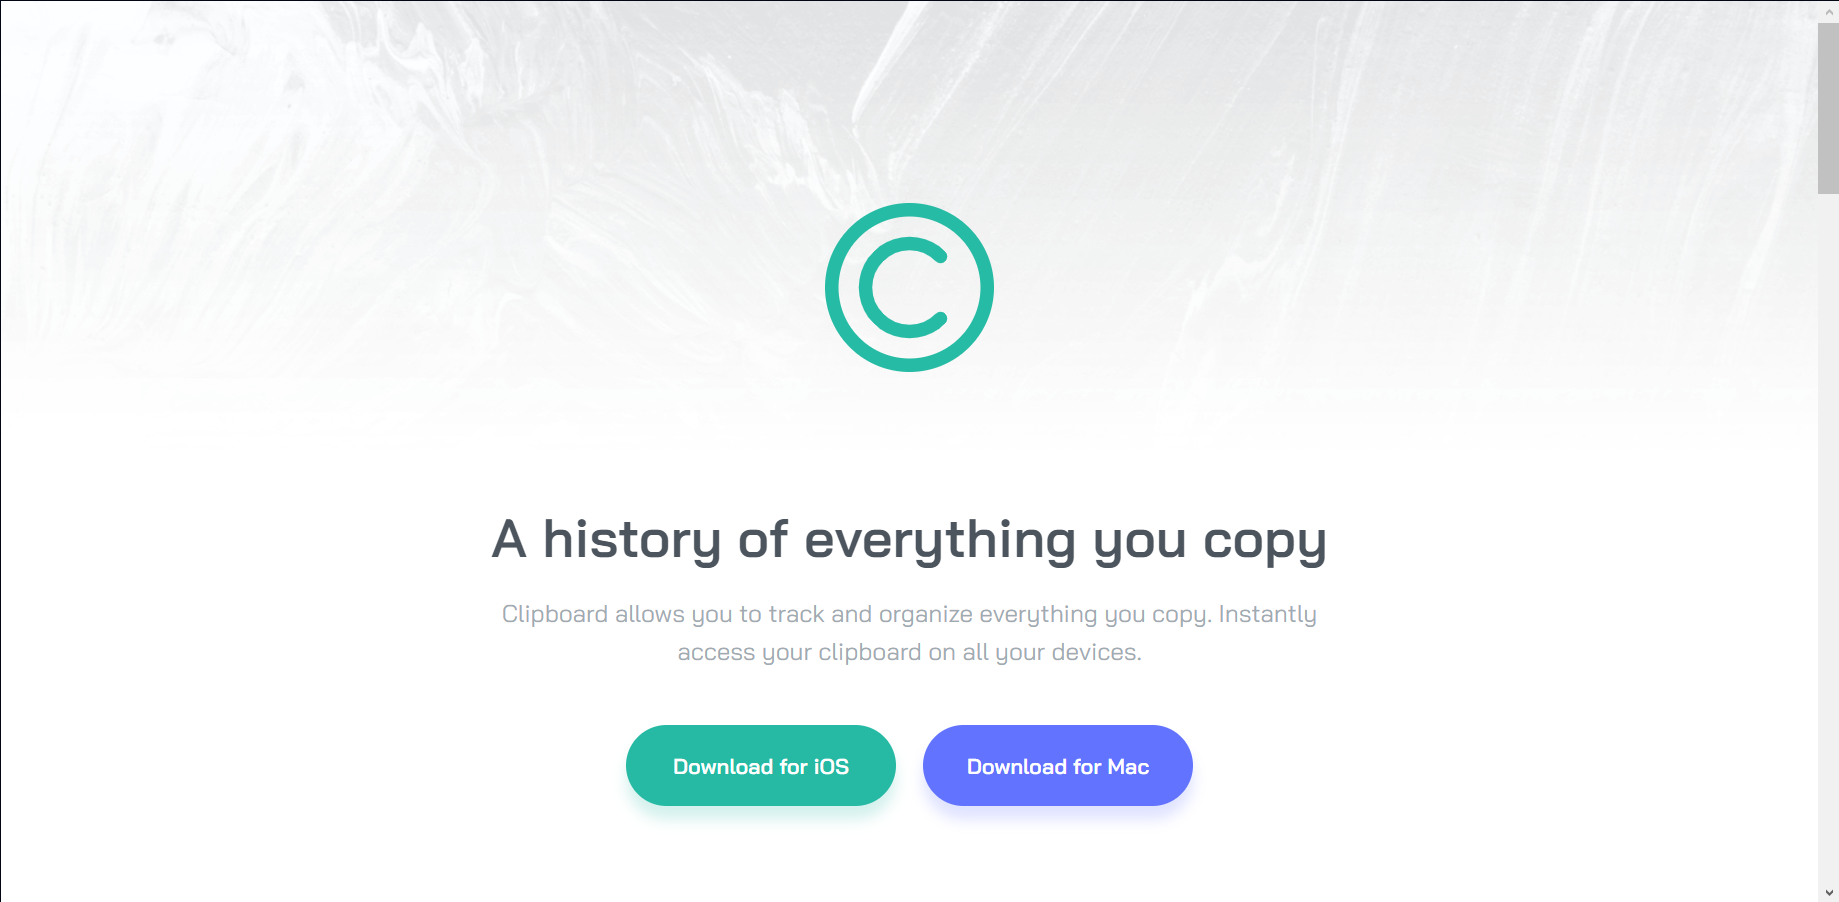 A history of everything you copy
Clipboard allows you to track and organize everything you copy. Instantly
access your clipboard on all your devices.
Download for iOS
Download for Mac